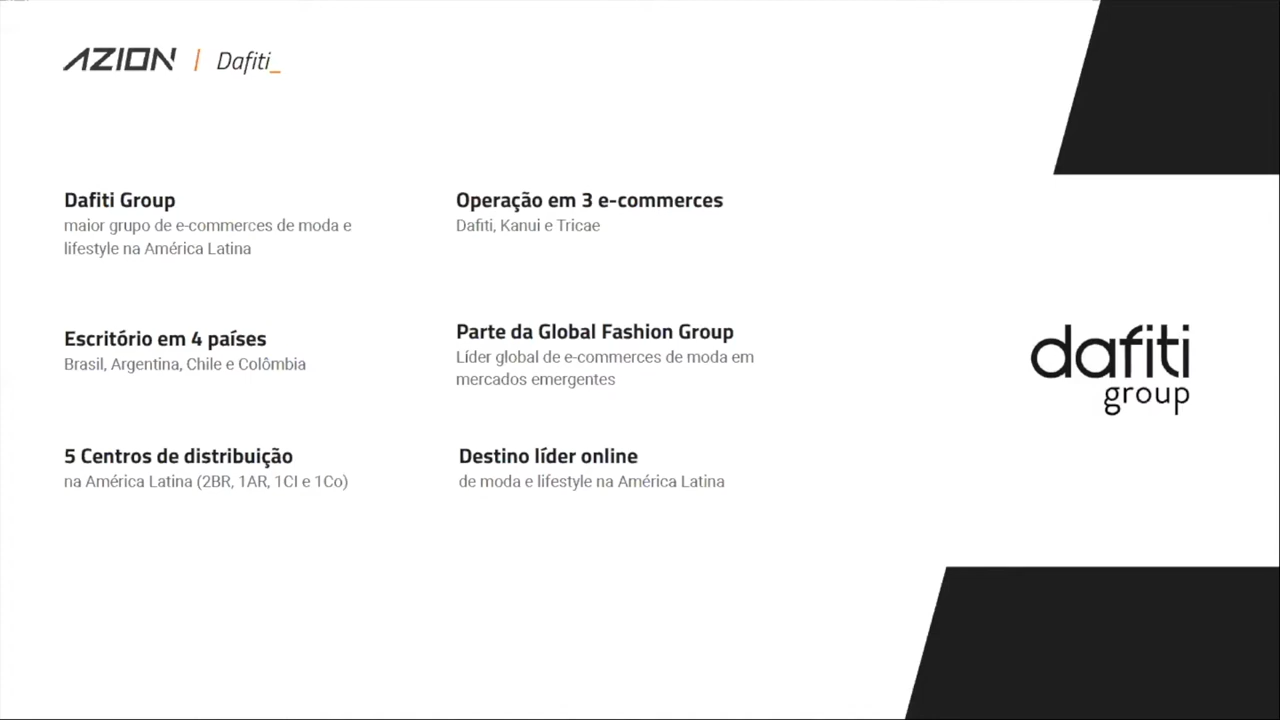 AZION | Dafiti_
Dafiti Group
maior grupo de e-commerces de moda e
lifestyle na América Latina
Operação em 3 e-commerces
Dafiti, Kanui e Tricae
Escritório em 4 países
Brasil, Argentina, Chile e Colômbia
Parte da Global Fashion Group
Líder global de e-commerces de moda em
mercados emergentes
5 Centros de distribuição
na América Latina (2BR, 1AR, 1CI e 1Co)
Destino líder online
de moda e lifestyle na América Latina
dafiti
group